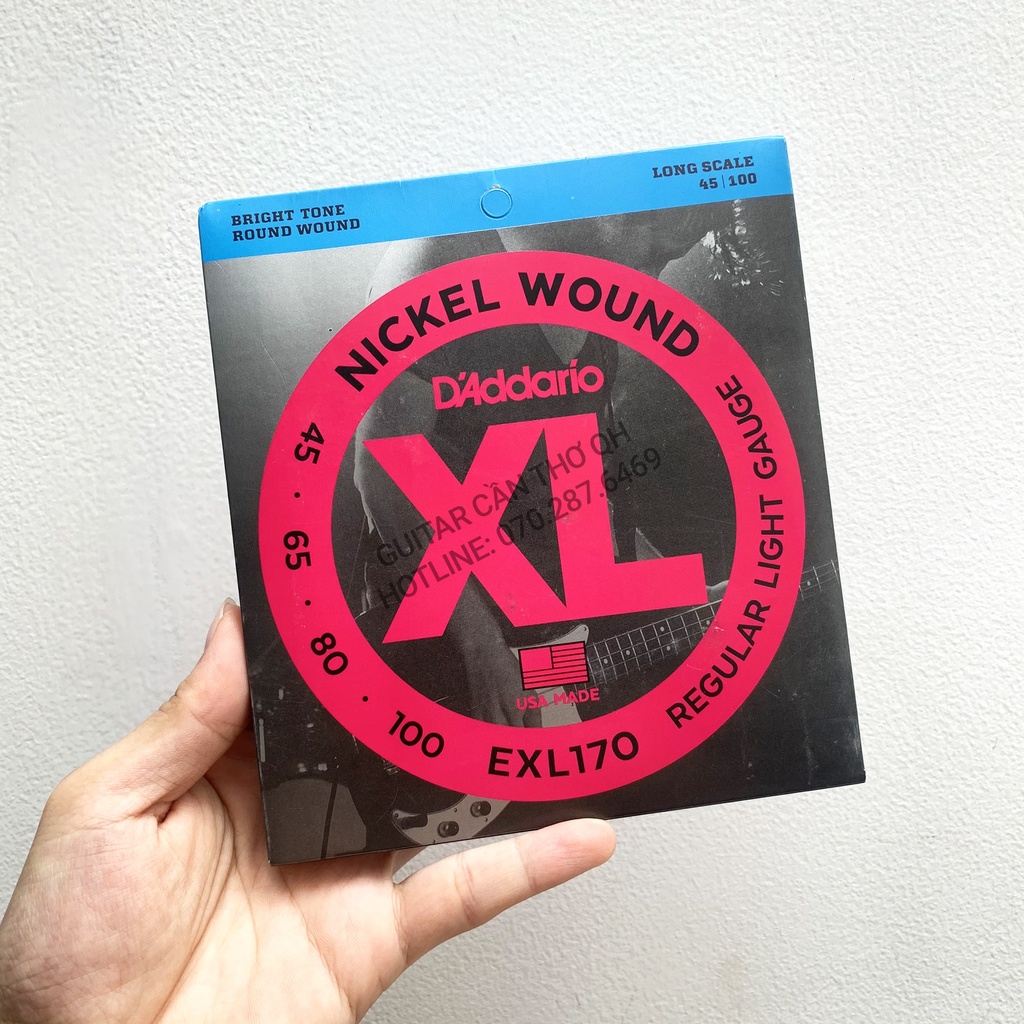 BRIGHT TONE
ROUND WOUND
LONG SCALE
45 | 100
NICKEL WOUND
D'Addario
XL
GUITAR CẦN THƠ QH
HOTLINE: 070.287.6469
USA MADE
45 · 65 · 80 · 100
EXL170
REGULAR LIGHT GAUGE